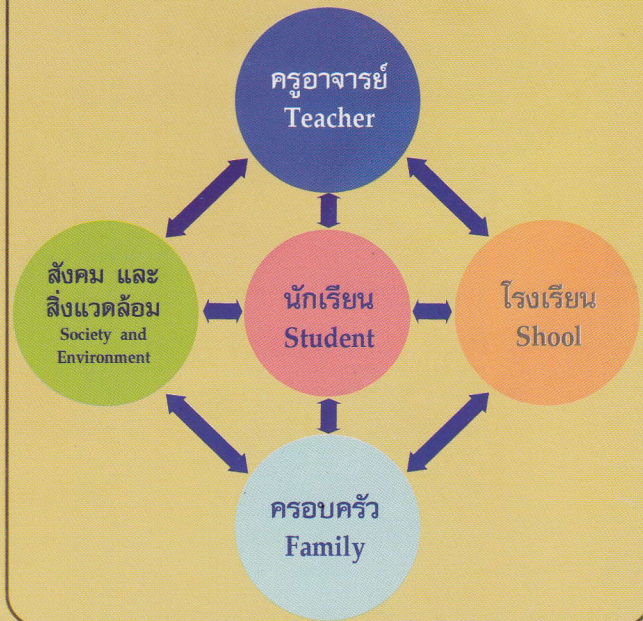 ครูอาจารย์
Teacher
สังคม และ
สิ่งแวดล้อม
Society and
Environment
นักเรียน
Student
โรงเรียน
Shool
ครอบครัว
Family